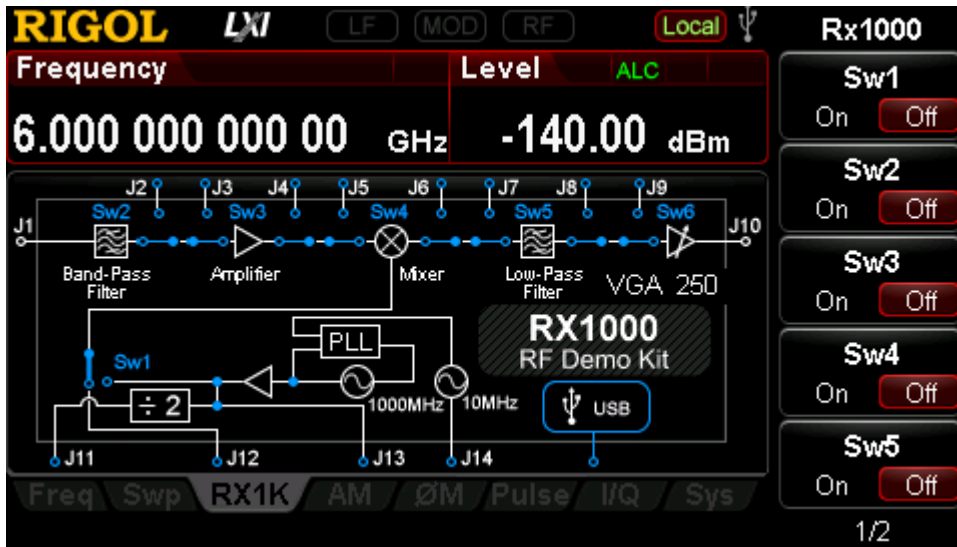 RIGOL LXI LF MOD RF Local Rx1000
Frequency Level ALC
6.000 000 000 00 GHz -140.00 dBm
Sw1
On Off
Sw2
On Off
Sw3
On Off
Sw4
On Off
Sw5
On Off
1/2
J2 J3 J4 J5 J6 J7 J8 J9
J1 Sw2 Sw3 Sw4 Sw5 Sw6 J10
Band-Pass Filter
Amplifier
Mixer
Low-Pass Filter
VGA 250
RX1000
RF Demo Kit
PLL
Sw1
÷ 2
1000MHz 10MHz
USB
J11 J12 J13 J14
Freq Swp RX1K AM ØM Pulse I/Q Sys